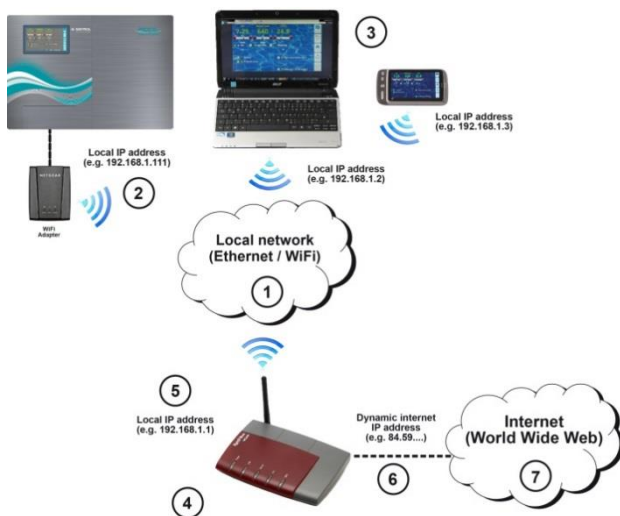 3
Local IP address
(e.g. 192.168.1.3)
Local IP address
(e.g. 192.168.1.111)
2
NETGEAR
WiFi
Adapter
Local IP address
(e.g. 192.168.1.2)
Local network
(Ethernet / WiFi)
1
5
Local IP address
(e.g. 192.168.1.1)
4
Dynamic internet
IP address
(e.g. 84.59....)
6
Internet
(World Wide Web)
7